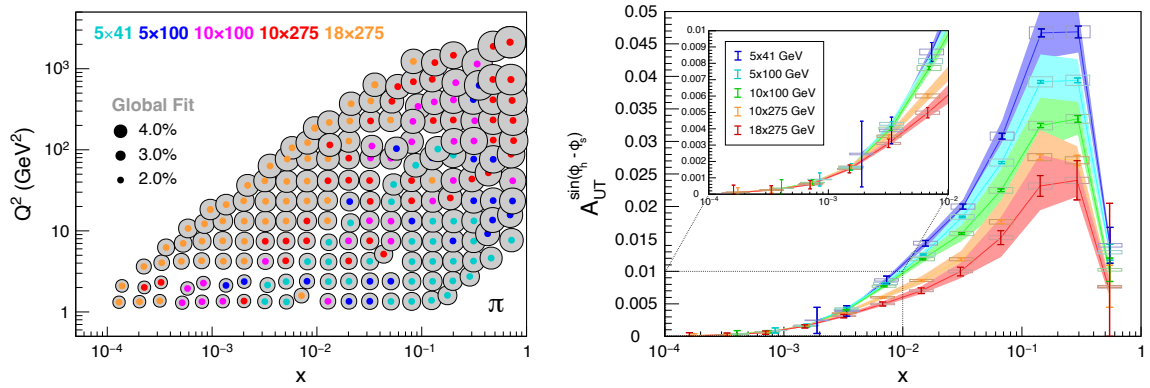 5×41 5×100 10×100 10×275 18×275
Global Fit
4.0%
3.0%
2.0%
π
Q² (GeV²)
10³
10²
10
1
10⁻⁴ 10⁻³ 10⁻² 10⁻¹ 1
x
A_UT^sin(ϕ_h - ϕ_s)
0.05
0.045
0.04
0.035
0.03
0.025
0.02
0.015
0.01
0.005
0
0.01
0.009
0.008
0.007
0.006
0.005
0.004
0.003
0.002
0.001
0
10⁻⁴ 10⁻³ 10⁻²
5x41 GeV
5x100 GeV
10x100 GeV
10x275 GeV
18x275 GeV
10⁻⁴ 10⁻³ 10⁻² 10⁻¹ 1
x